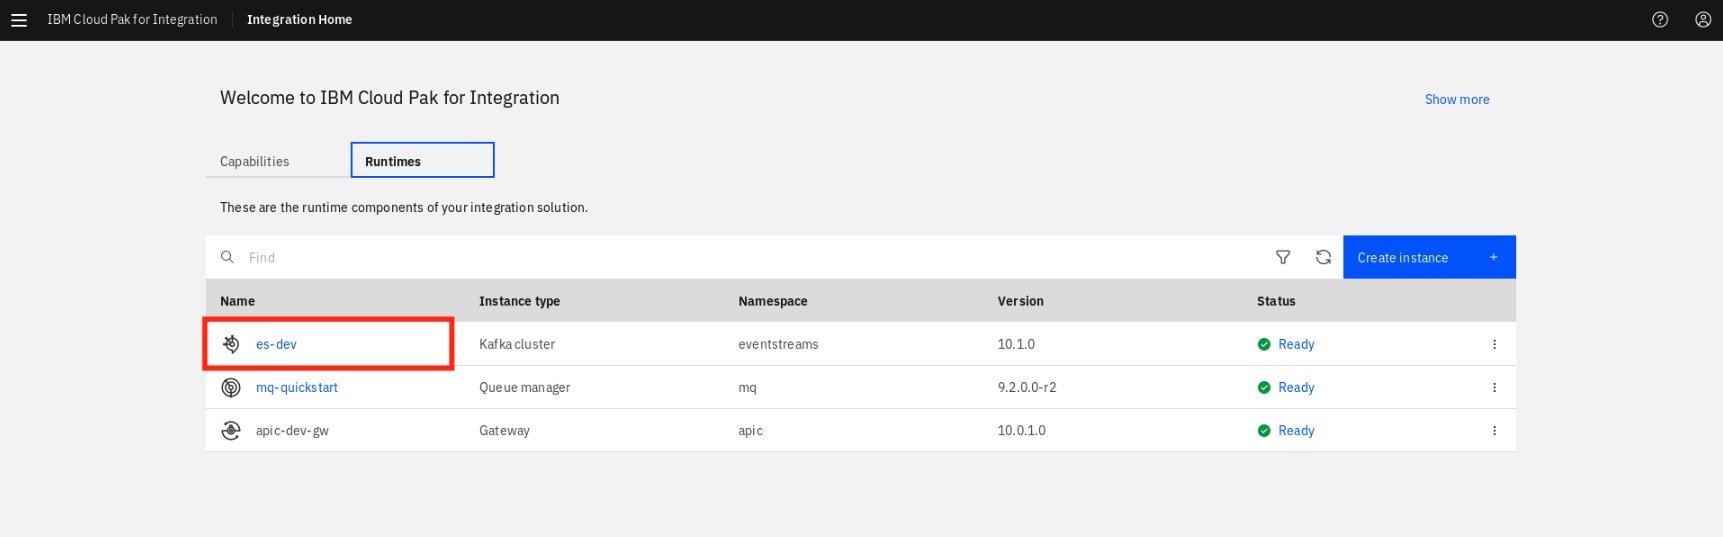 IBM Cloud Pak for Integration Integration Home
Welcome to IBM Cloud Pak for Integration Show more
Capabilities Runtimes
These are the runtime components of your integration solution.
Find Create instance +
Name Instance type Namespace Version Status
es-dev Kafka cluster eventstreams 10.1.0 Ready
mq-quickstart Queue manager mq 9.2.0.0-r2 Ready
apic-dev-gw Gateway apic 10.0.1.0 Ready